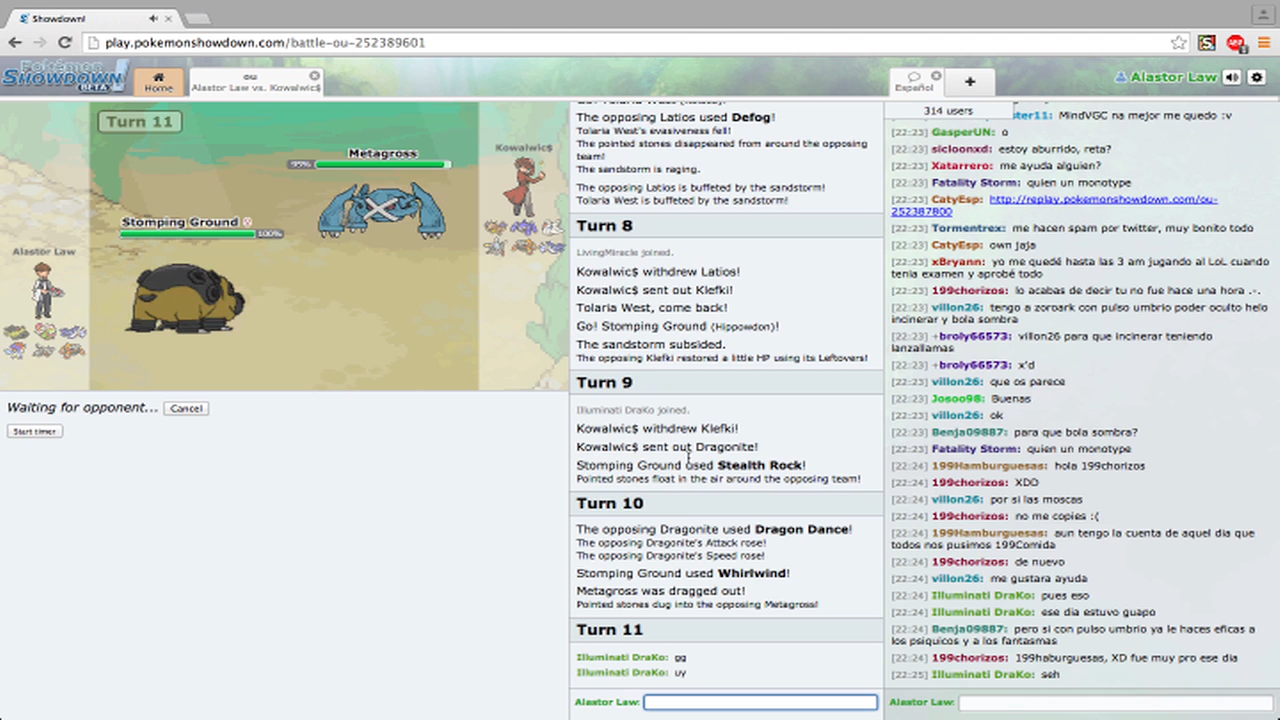 Showdown!
play.pokemonshowdown.com/battle-ou-252389601
Pokémon
SHOWDOWN!
BETA
Home
ou
Alastor Law vs. Kowalwic$
Español
+
Alastor Law
314 users
Turn 11
Metagross
95%
Kowalwic$
Stomping Ground
100%
Alastor Law
Waiting for opponent... Cancel
Start timer
The opposing Latios used Defog!
Tolaria West's evasiveness fell!
The pointed stones disappeared from around the opposing
team!
The sandstorm is raging.
The opposing Latios is buffeted by the sandstorm!
Tolaria West is buffeted by the sandstorm!
Turn 8
LivingMiracle joined.
Kowalwic$ withdrew Latios!
Kowalwic$ sent out Klefki!
Tolaria West, come back!
Go! Stomping Ground (Hippowdon)!
The sandstorm subsided.
The opposing Klefki restored a little HP using its Leftovers!
Turn 9
Illuminati DraKo joined.
Kowalwic$ withdrew Klefki!
Kowalwic$ sent out Dragonite!
Stomping Ground used Stealth Rock!
Pointed stones float in the air around the opposing team!
Turn 10
The opposing Dragonite used Dragon Dance!
The opposing Dragonite's Attack rose!
The opposing Dragonite's Speed rose!
Stomping Ground used Whirlwind!
Metagross was dragged out!
Pointed stones dug into the opposing Metagross!
Turn 11
Illuminati DraKo: gg
Illuminati DraKo: uy
Alastor Law:
ster11: MindVGC na mejor me quedo :v
[22:23] GasperUN: o
[22:23] sicloonxd: estoy aburrido, reta?
[22:23] Xatarrero: me ayuda alguien?
[22:23] Fatality Storm: quien un monotype
[22:23] CatyEsp: http://replay.pokemonshowdown.com/ou-
252387800
[22:23] Tormentrex: me hacen spam por twitter, muy bonito todo
[22:23] CatyEsp: own jaja
[22:23] xBryann: yo me quedé hasta las 3 am jugando al LoL cuando
tenia examen y aprobé todo
[22:23] 199chorizos: lo acabas de decir tu no fue hace una hora .-.
[22:23] villon26: tengo a zoroark con pulso umbrio poder oculto helo
incinerar y bola sombra
[22:23] +broly66573: villon26 para que incinerar teniendo
lanzallamas
[22:23] +broly66573: x'd
[22:23] villon26: que os parece
[22:23] Josoo98: Buenas
[22:23] villon26: ok
[22:23] Benja09887: para que bola sombra?
[22:23] Fatality Storm: quien un monotype
[22:24] 199Hamburguesas: hola 199chorizos
[22:24] 199chorizos: XDD
[22:24] villon26: por si las moscas
[22:24] 199chorizos: no me copies :(
[22:24] 199Hamburguesas: aun tengo la cuenta de aquel dia que
todos nos pusimos 199Comida
[22:24] 199chorizos: de nuevo
[22:24] villon26: me gustara ayuda
[22:24] Illuminati DraKo: pues eso
[22:24] Illuminati DraKo: ese dia estuvo guapo
[22:24] Benja09887: pero si con pulso umbrio ya le haces eficas a
los psiquicos y a los fantasmas
[22:24] 199chorizos: 199haburguesas, XD fue muy pro ese dia
[22:25] Illuminati DraKo: seh
Alastor Law: